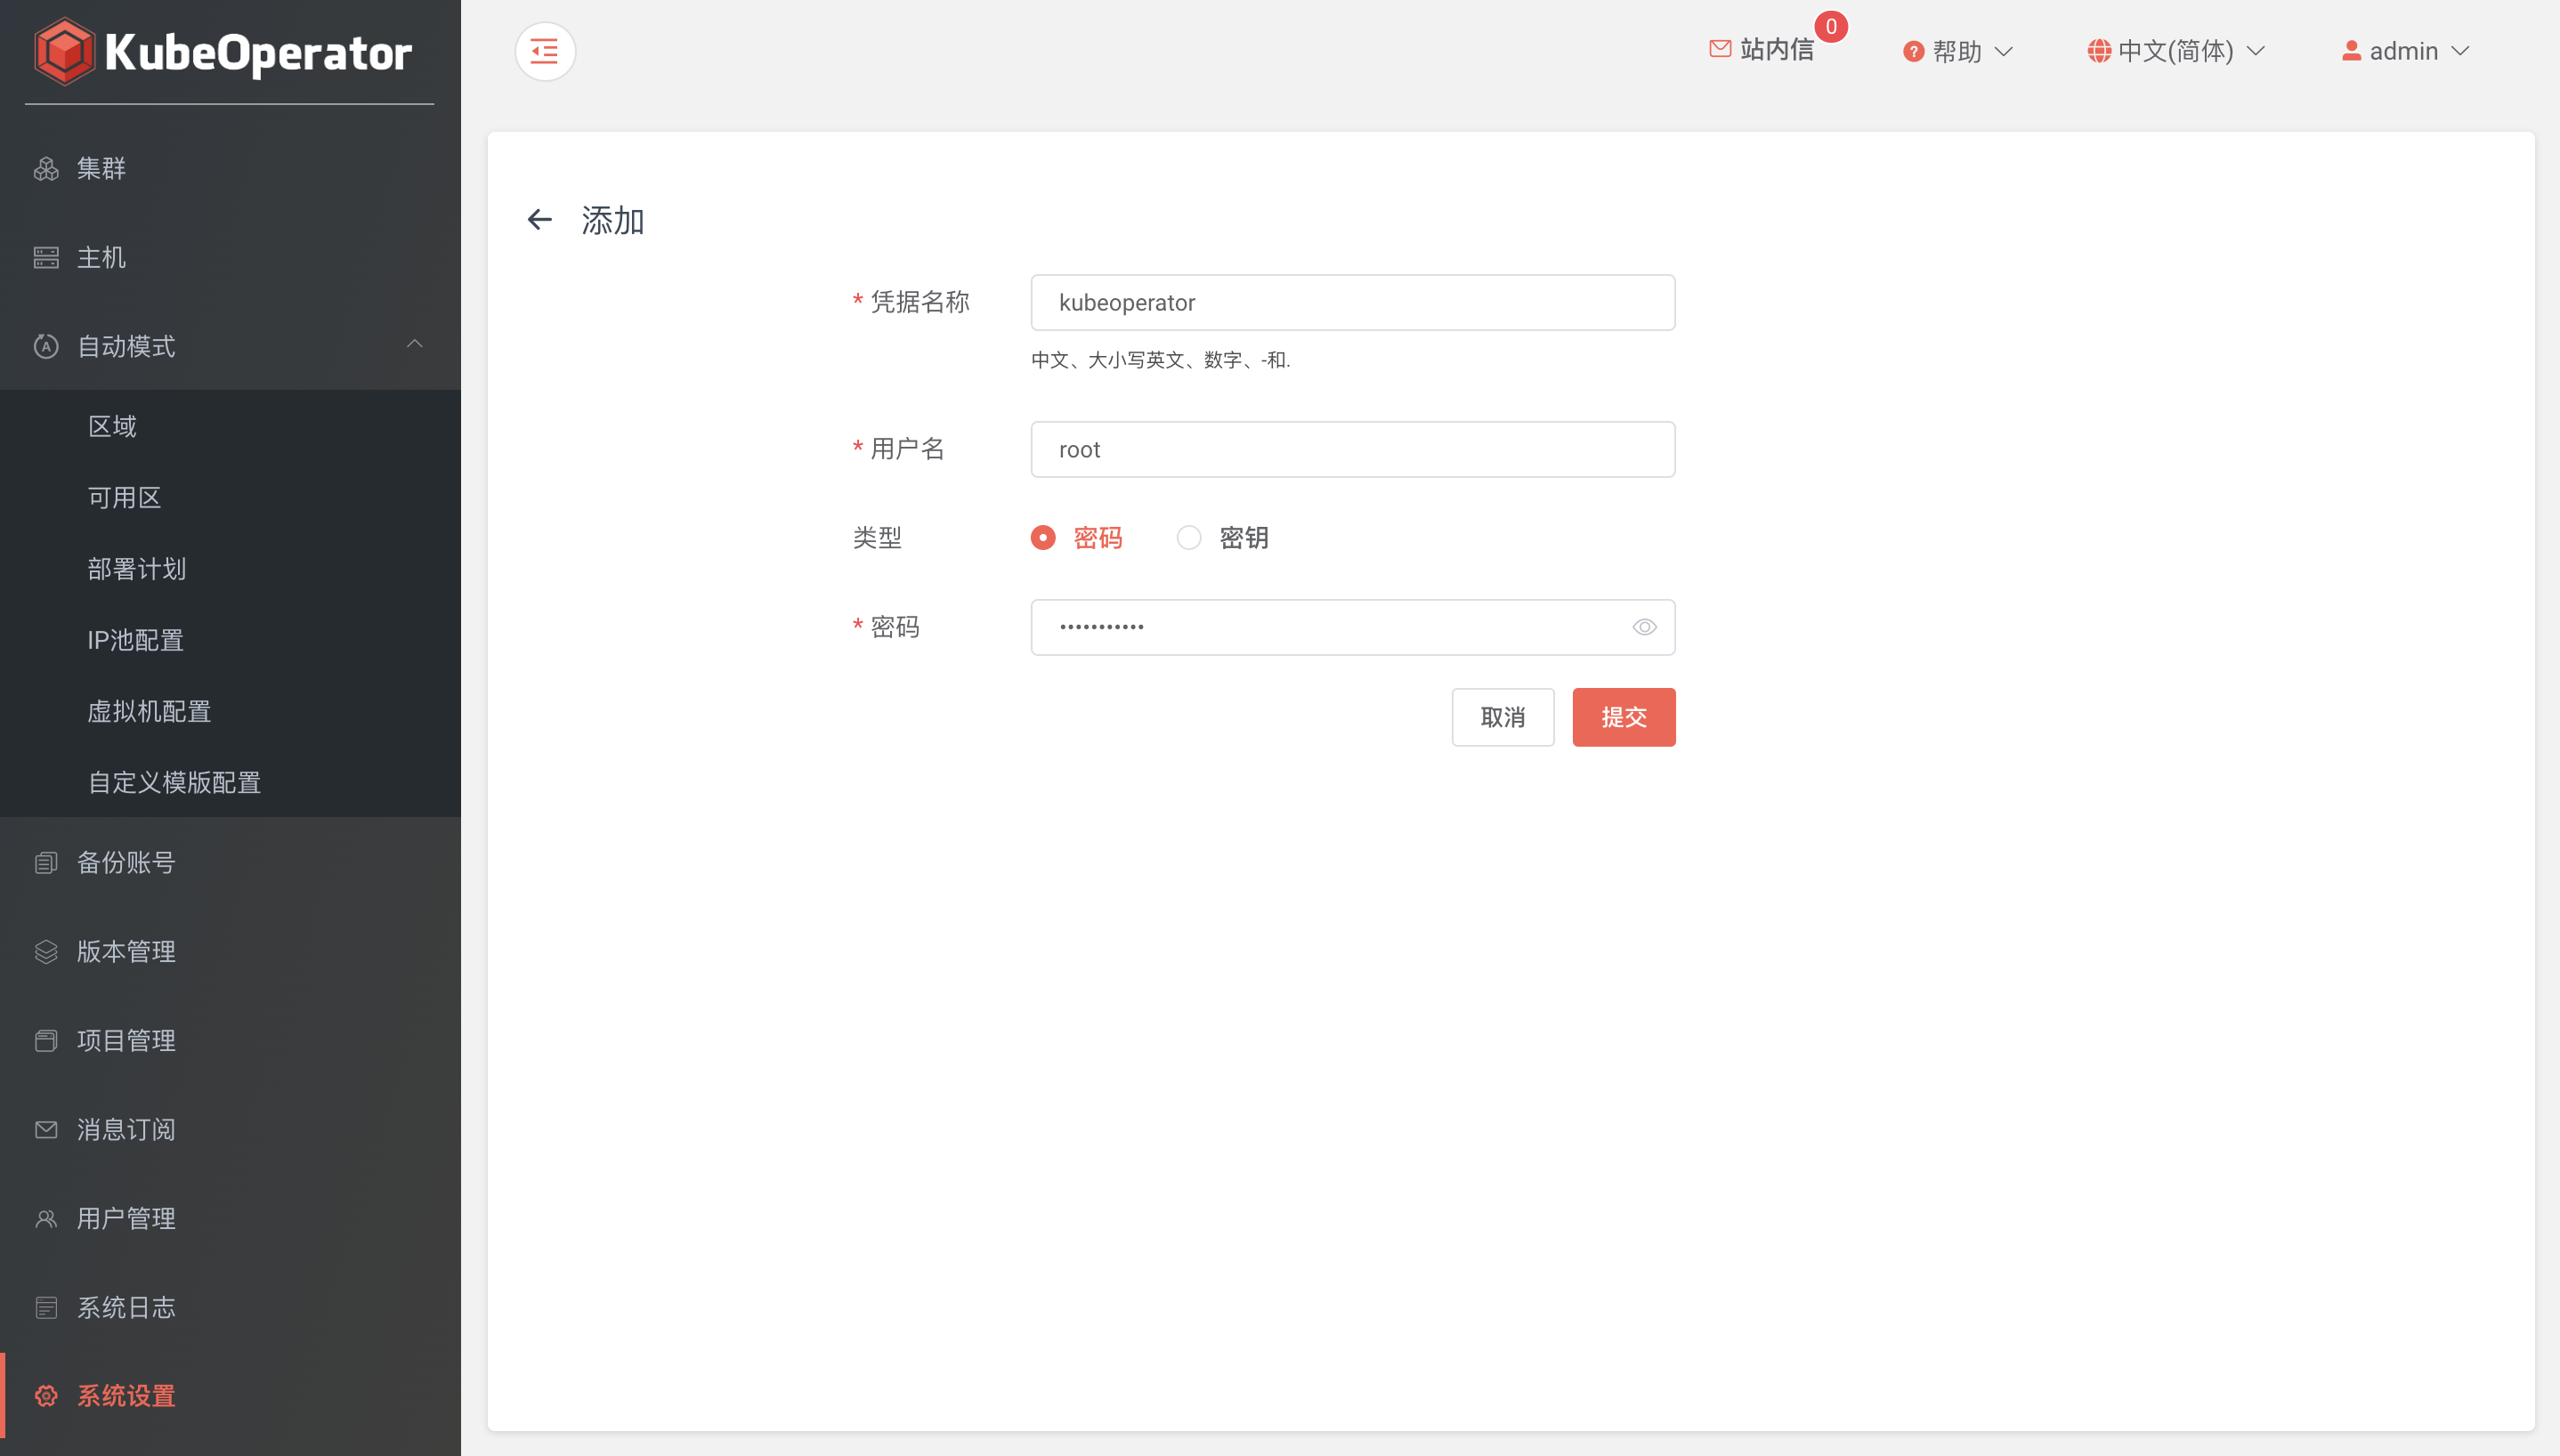 KubeOperator
站内信
0
帮助
中文(简体)
admin
集群
主机
自动模式
区域
可用区
部署计划
IP池配置
虚拟机配置
自定义模版配置
备份账号
版本管理
项目管理
消息订阅
用户管理
系统日志
系统设置
添加
* 凭据名称
kubeoperator
中文、大小写英文、数字、-和.
* 用户名
root
类型
密码
密钥
* 密码
•••••••••••
取消
提交